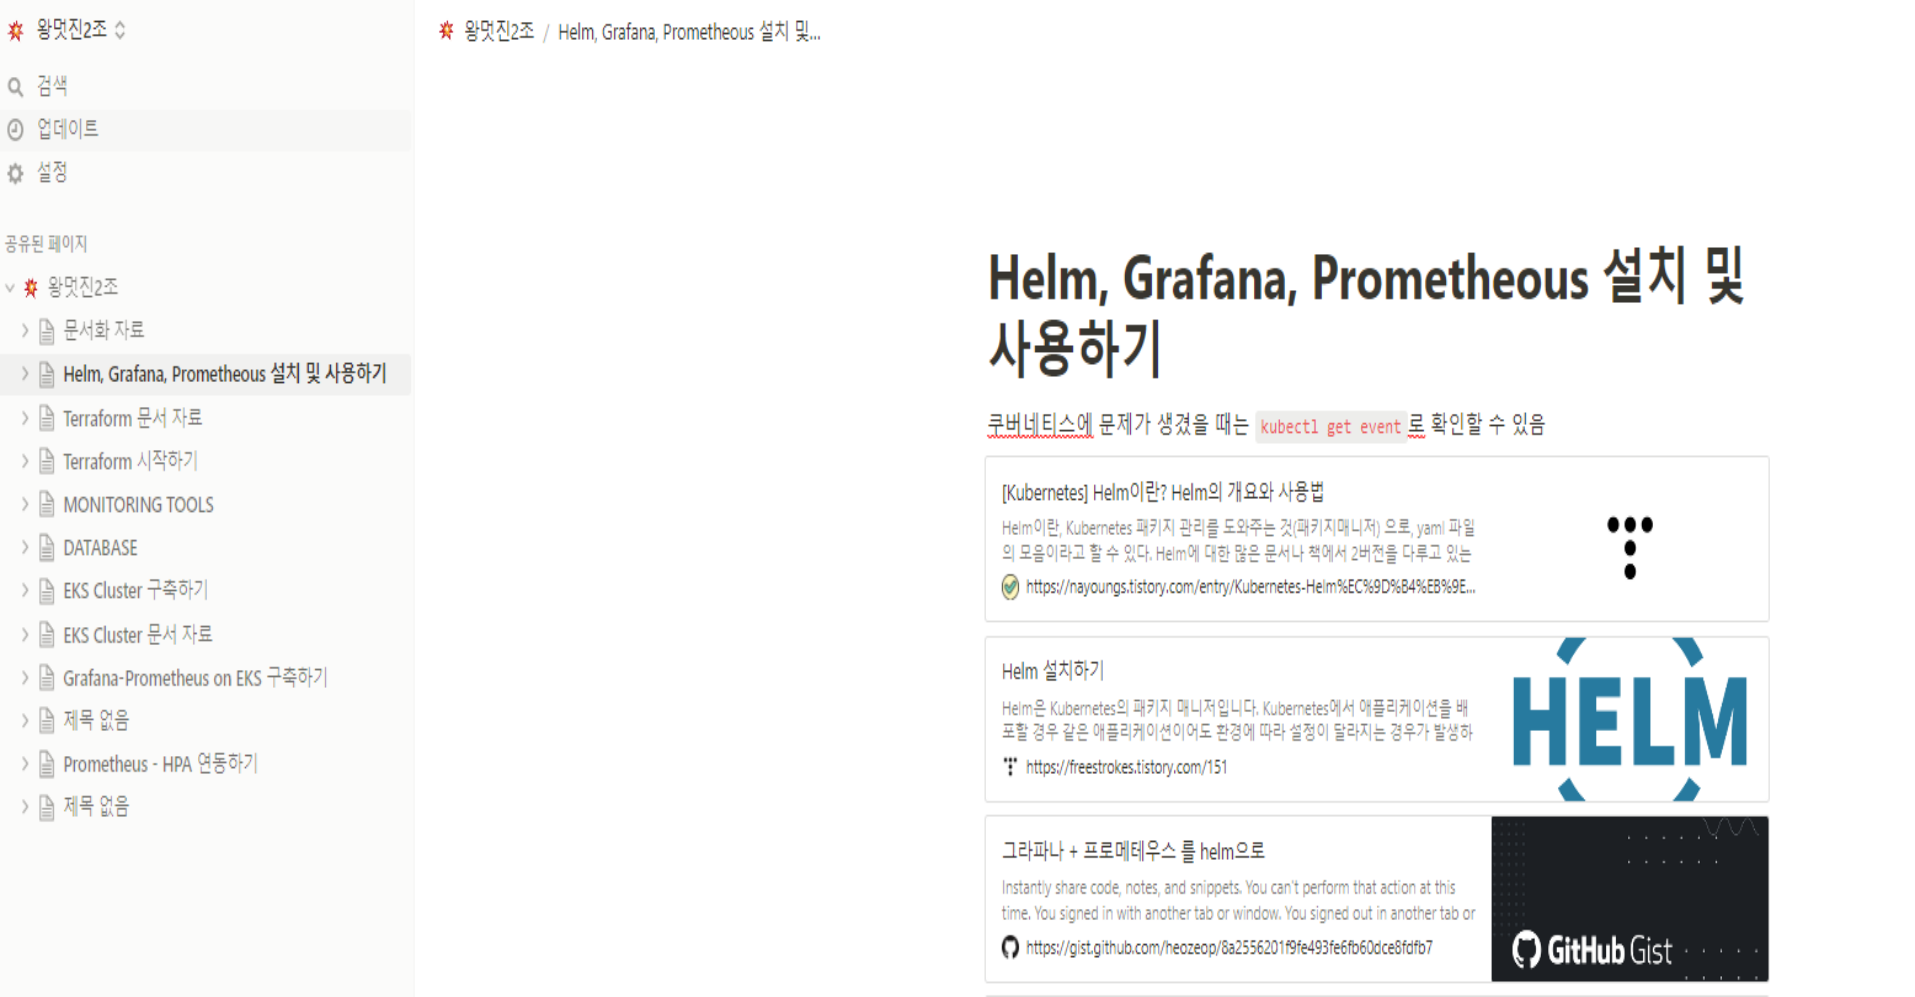 왕멋진2조
검색
업데이트
설정
공유된 페이지
왕멋진2조
문서화 자료
Helm, Grafana, Prometheous 설치 및 사용하기
Terraform 문서 자료
Terraform 시작하기
MONITORING TOOLS
DATABASE
EKS Cluster 구축하기
EKS Cluster 문서 자료
Grafana-Prometheus on EKS 구축하기
제목 없음
Prometheus - HPA 연동하기
제목 없음
왕멋진2조 / Helm, Grafana, Prometheous 설치 및...
Helm, Grafana, Prometheous 설치 및
사용하기
쿠버네티스에 문제가 생겼을 때는 kubectl get event로 확인할 수 있음
[Kubernetes] Helm이란? Helm의 개요와 사용법
Helm이란, Kubernetes 패키지 관리를 도와주는 것(패키지매니저) 으로, yaml 파일
의 모음이라고 할 수 있다. Helm에 대한 많은 문서나 책에서 2버전을 다루고 있는
https://nayoungs.tistory.com/entry/Kubernetes-Helm%EC%9D%B4%EB%9E...
Helm 설치하기
Helm은 Kubernetes의 패키지 매니저입니다. Kubernetes에서 애플리케이션을 배
포할 경우 같은 애플리케이션이어도 환경에 따라 설정이 달라지는 경우가 발생하
https://freestrokes.tistory.com/151
HELM
그라파나 + 프로메테우스 를 helm으로
Instantly share code, notes, and snippets. You can't perform that action at this
time. You signed in with another tab or window. You signed out in another tab or
https://gist.github.com/heozeop/8a2556201f9fe493fe6fb60dce8fdfb7
GitHub Gist